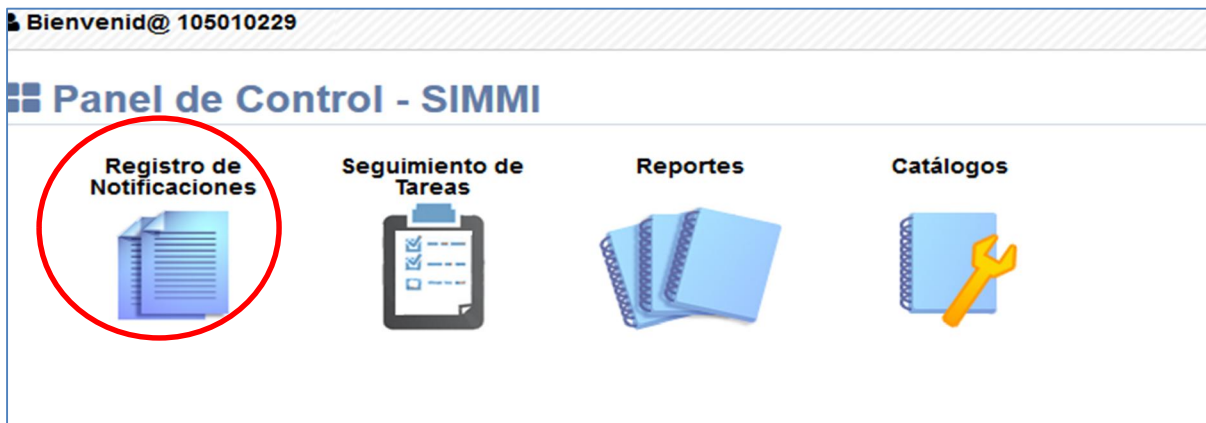 Bienvenid@ 105010229
Panel de Control - SIMMI
Registro de
Notificaciones
Seguimiento de
Tareas
Reportes
Catálogos